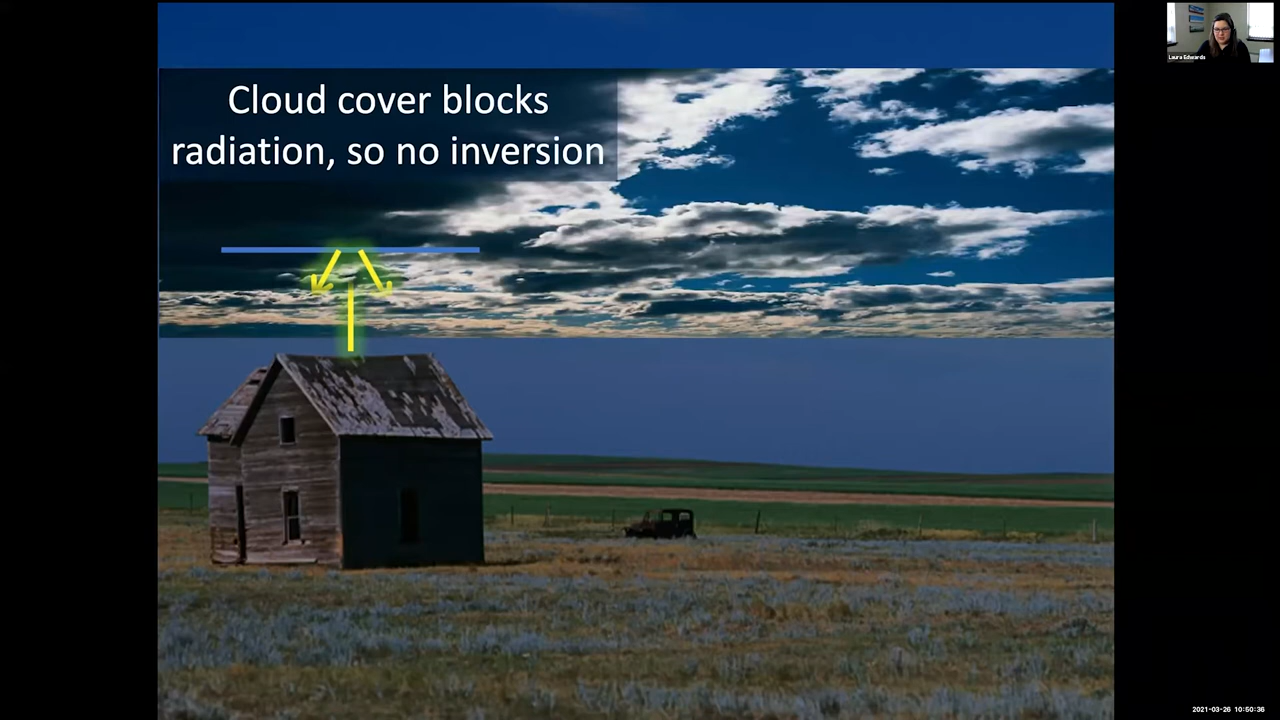 Cloud cover blocks
radiation, so no inversion
Laura Edwards
2021-03-26 10:50:36